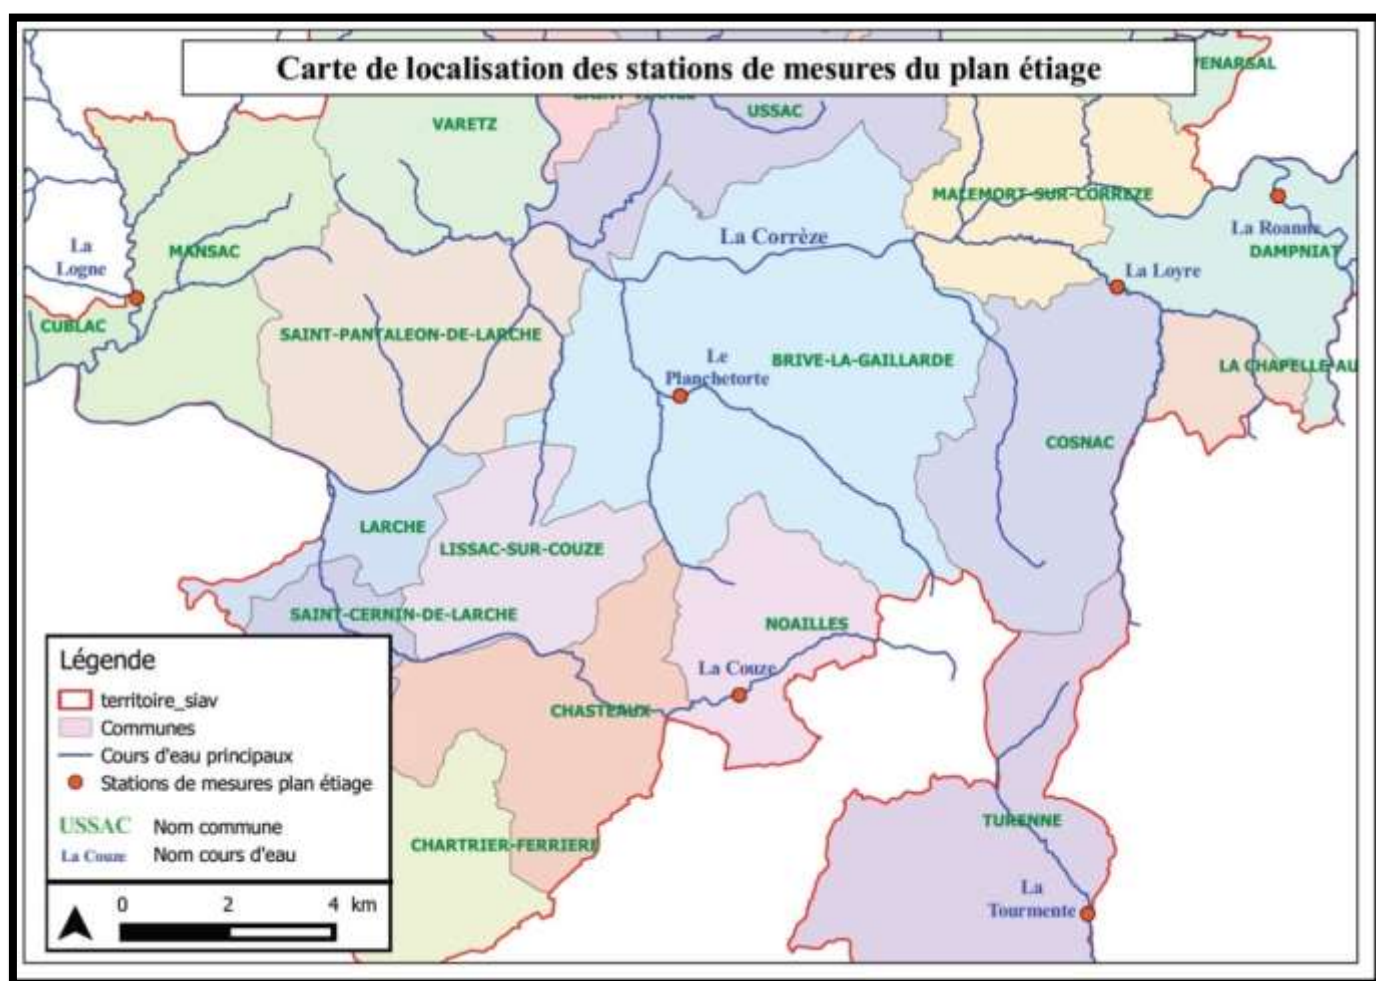 Carte de localisation des stations de mesures du plan étiage
VENARSAL
VARETZ
USSAC
MALEMORT-SUR-CORREZE
La Corrèze
La Roanne
DAMPNIAT
La
Logne
MANSAC
La Loyre
CUBLAC
SAINT-PANTALEON-DE-LARCHE
Le
Planchetorte
BRIVE-LA-GAILLARDE
LA CHAPELLE-AU
COSNAC
LARCHE
LISSAC-SUR-COUZE
SAINT-CERNIN-DE-LARCHE
NOAILLES
La Couze
CHASTEAUX
TURENNE
CHARTRIER-FERRIERE
La
Tourmente
Légende
territoire_siav
Communes
Cours d'eau principaux
Stations de mesures plan étiage
USSAC Nom commune
La Couze Nom cours d'eau
0 2 4 km